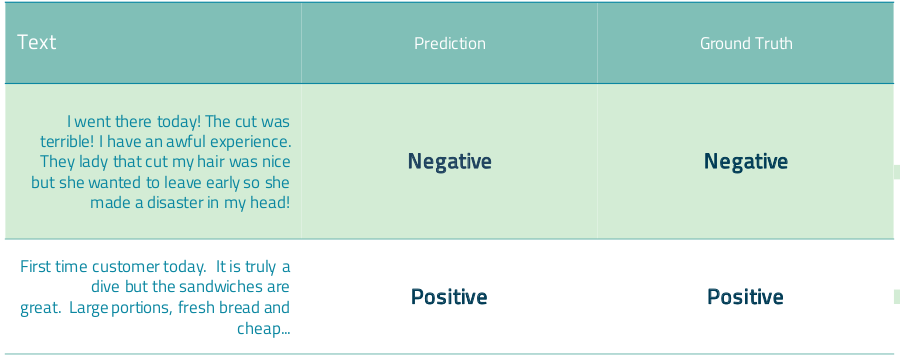 Text
Prediction
Ground Truth
I went there today! The cut was
terrible! I have an awful experience.
They lady that cut my hair was nice
but she wanted to leave early so she
made a disaster in my head!
Negative
Negative
First time customer today.  It is truly a
dive but the sandwiches are
great.  Large portions, fresh bread and
cheap...
Positive
Positive